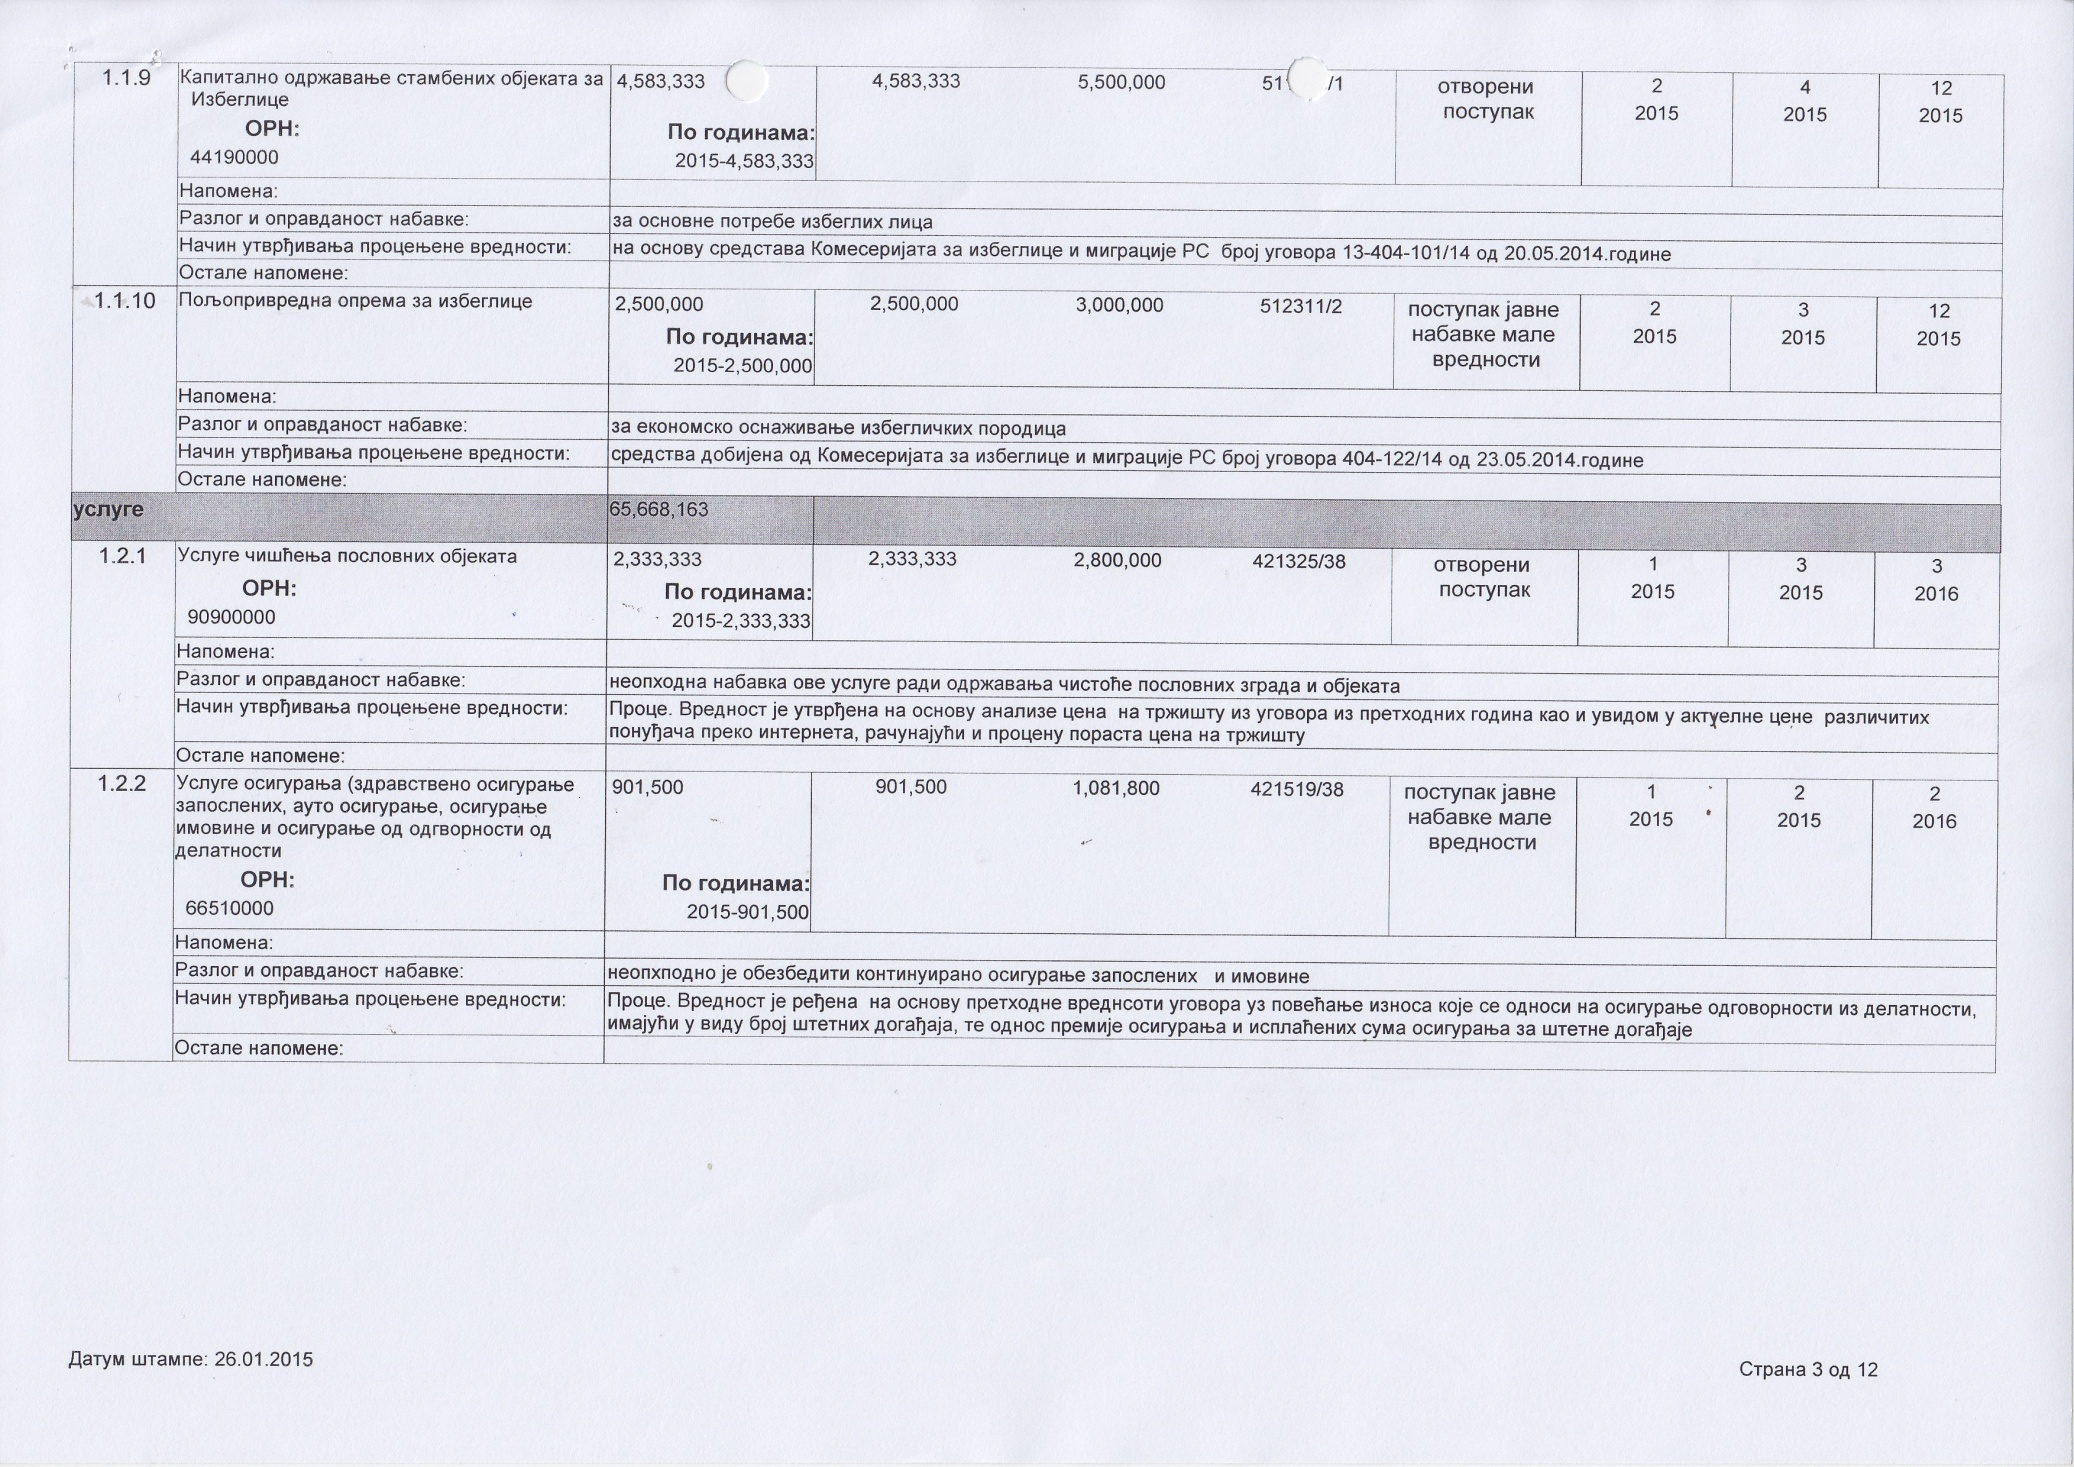 1.1.9 Капитално одржавање стамбених објеката за 4,583,333 4,583,333 5,500,000 51 /1 отворени 2 4 12
Избеглице поступак 2015 2015 2015
ОРН: По годинама:
44190000 2015-4,583,333
Напомена:
Разлог и оправданост набавке: за основне потребе избеглих лица
Начин утврђивања процењене вредности: на основу средстава Комесеријата за избеглице и миграције РС број уговора 13-404-101/14 од 20.05.2014.године
Остале напомене:
1.1.10 Пољопривредна опрема за избеглице 2,500,000 2,500,000 3,000,000 512311/2 поступак јавне 2 3 12
По годинама: набавке мале 2015 2015 2015
2015-2,500,000 вредности
Напомена:
Разлог и оправданост набавке: за економско оснаживање избегличких породица
Начин утврђивања процењене вредности: средства добијена од Комесеријата за избеглице и миграције РС број уговора 404-122/14 од 23.05.2014.године
Остале напомене:
услуге 65,668,163
1.2.1 Услуге чишћења пословних објеката 2,333,333 2,333,333 2,800,000 421325/38 отворени 1 3 3
ОРН: По годинама: поступак 2015 2015 2016
90900000 2015-2,333,333
Напомена:
Разлог и оправданост набавке: неопходна набавка ове услуге ради одржавања чистоће пословних зграда и објеката
Начин утврђивања процењене вредности: Проце. Вредност је утврђена на основу анализе цена на тржишту из уговора из претходних година као и увидом у актуелне цене различитих
понуђача преко интернета, рачунајући и процену пораста цена на тржишту
Остале напомене:
1.2.2 Услуге осигурања (здравствено осигурање 901,500 901,500 1,081,800 421519/38 поступак јавне 1 2 2
запослених, ауто осигурање, осигурање набавке мале 2015 2015 2016
имовине и осигурање од одгворности од вредности
делатности
ОРН: По годинама:
66510000 2015-901,500
Напомена:
Разлог и оправданост набавке: неопхподно је обезбедити континуирано осигурање запослених и имовине
Начин утврђивања процењене вредности: Проце. Вредност је ређена на основу претходне вреднсоти уговора уз повећање износа које се односи на осигурање одговорности из делатности,
имајући у виду број штетних догађаја, те однос премије осигурања и исплаћених сума осигурања за штетне догађаје
Остале напомене:
Датум штампе: 26.01.2015
Страна 3 од 12